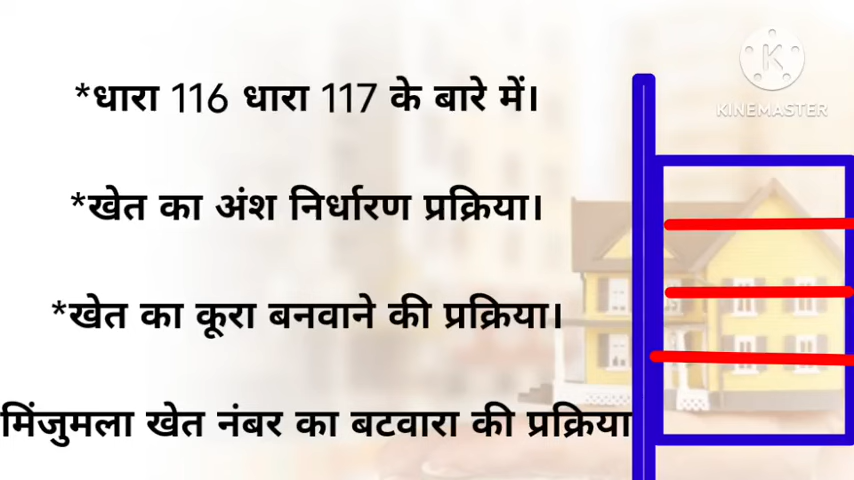 *धारा 116 धारा 117 के बारे में।
KINEMASTER
*खेत का अंश निर्धारण प्रक्रिया।
*खेत का कूरा बनवाने की प्रक्रिया।
मिंजुमला खेत नंबर का बटवारा की प्रक्रिया